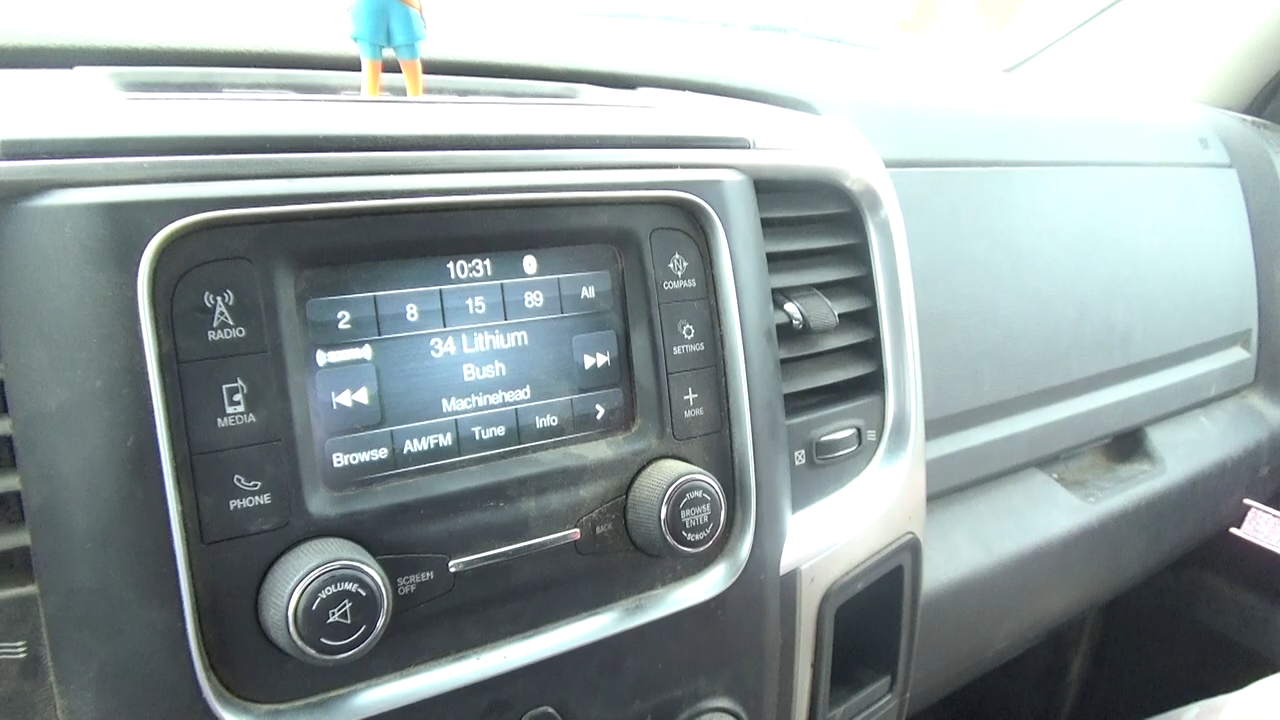 10:31
2 8 15 89 All
34 Lithium
Bush
Machinehead
Browse AM/FM Tune Info
RADIO
MEDIA
PHONE
COMPASS
N
SETTINGS
MORE
VOLUME
SCREEN
OFF
BACK
TUNE
BROWSE
ENTER
SCROLL